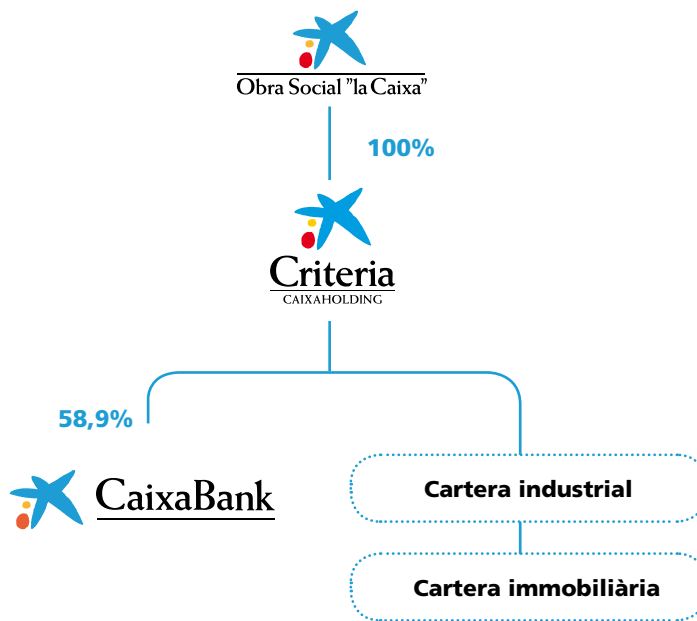 Obra Social "la Caixa"
100%
Criteria
CAIXAHOLDING
58,9%
CaixaBank
Cartera industrial
Cartera immobiliària